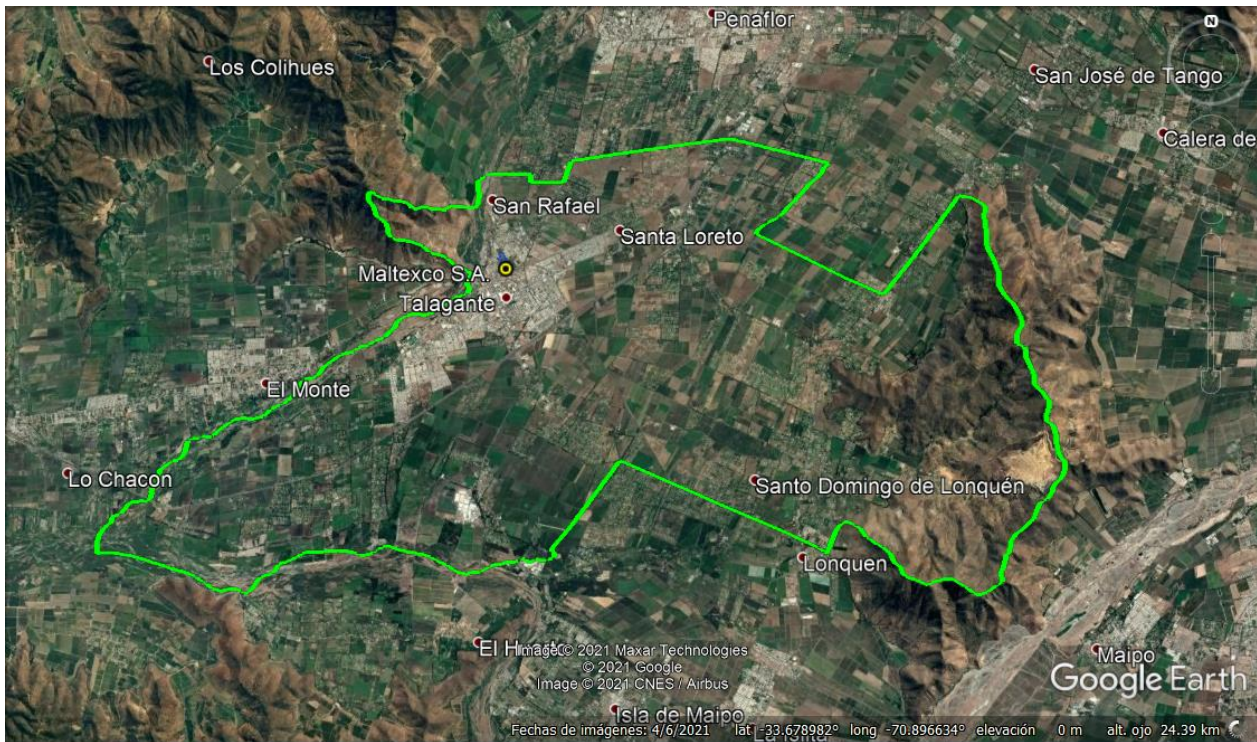 Peñaflor
Los Colihues
San José de Tango
Calera de
San Rafael
Santa Loreto
Maltexco S.A.
Talagante
El Monte
Lo Chacon
Santo Domingo de Lonquén
Lonquen
El H
Image © 2021 Maxar Technologies
© 2021 Google
Image © 2021 CNES / Airbus
Maipo
Google Earth
Isla de Maipo
Fechas de imágenes: 4/6/2021 lat -33.678982° long -70.896634° elevación 0 m alt. ojo 24.39 km
N